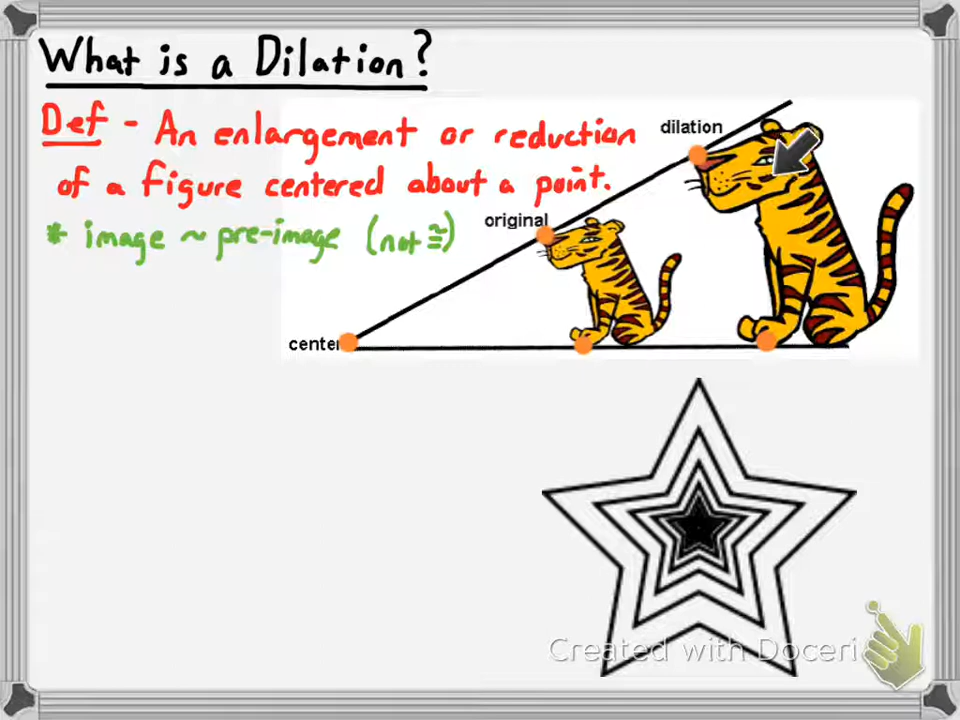 What is a Dilation?
Def - An enlargement or reduction
of a figure centered about a point.
* image ~ pre-image (not ≅)
dilation
original
center
Created with Doceri